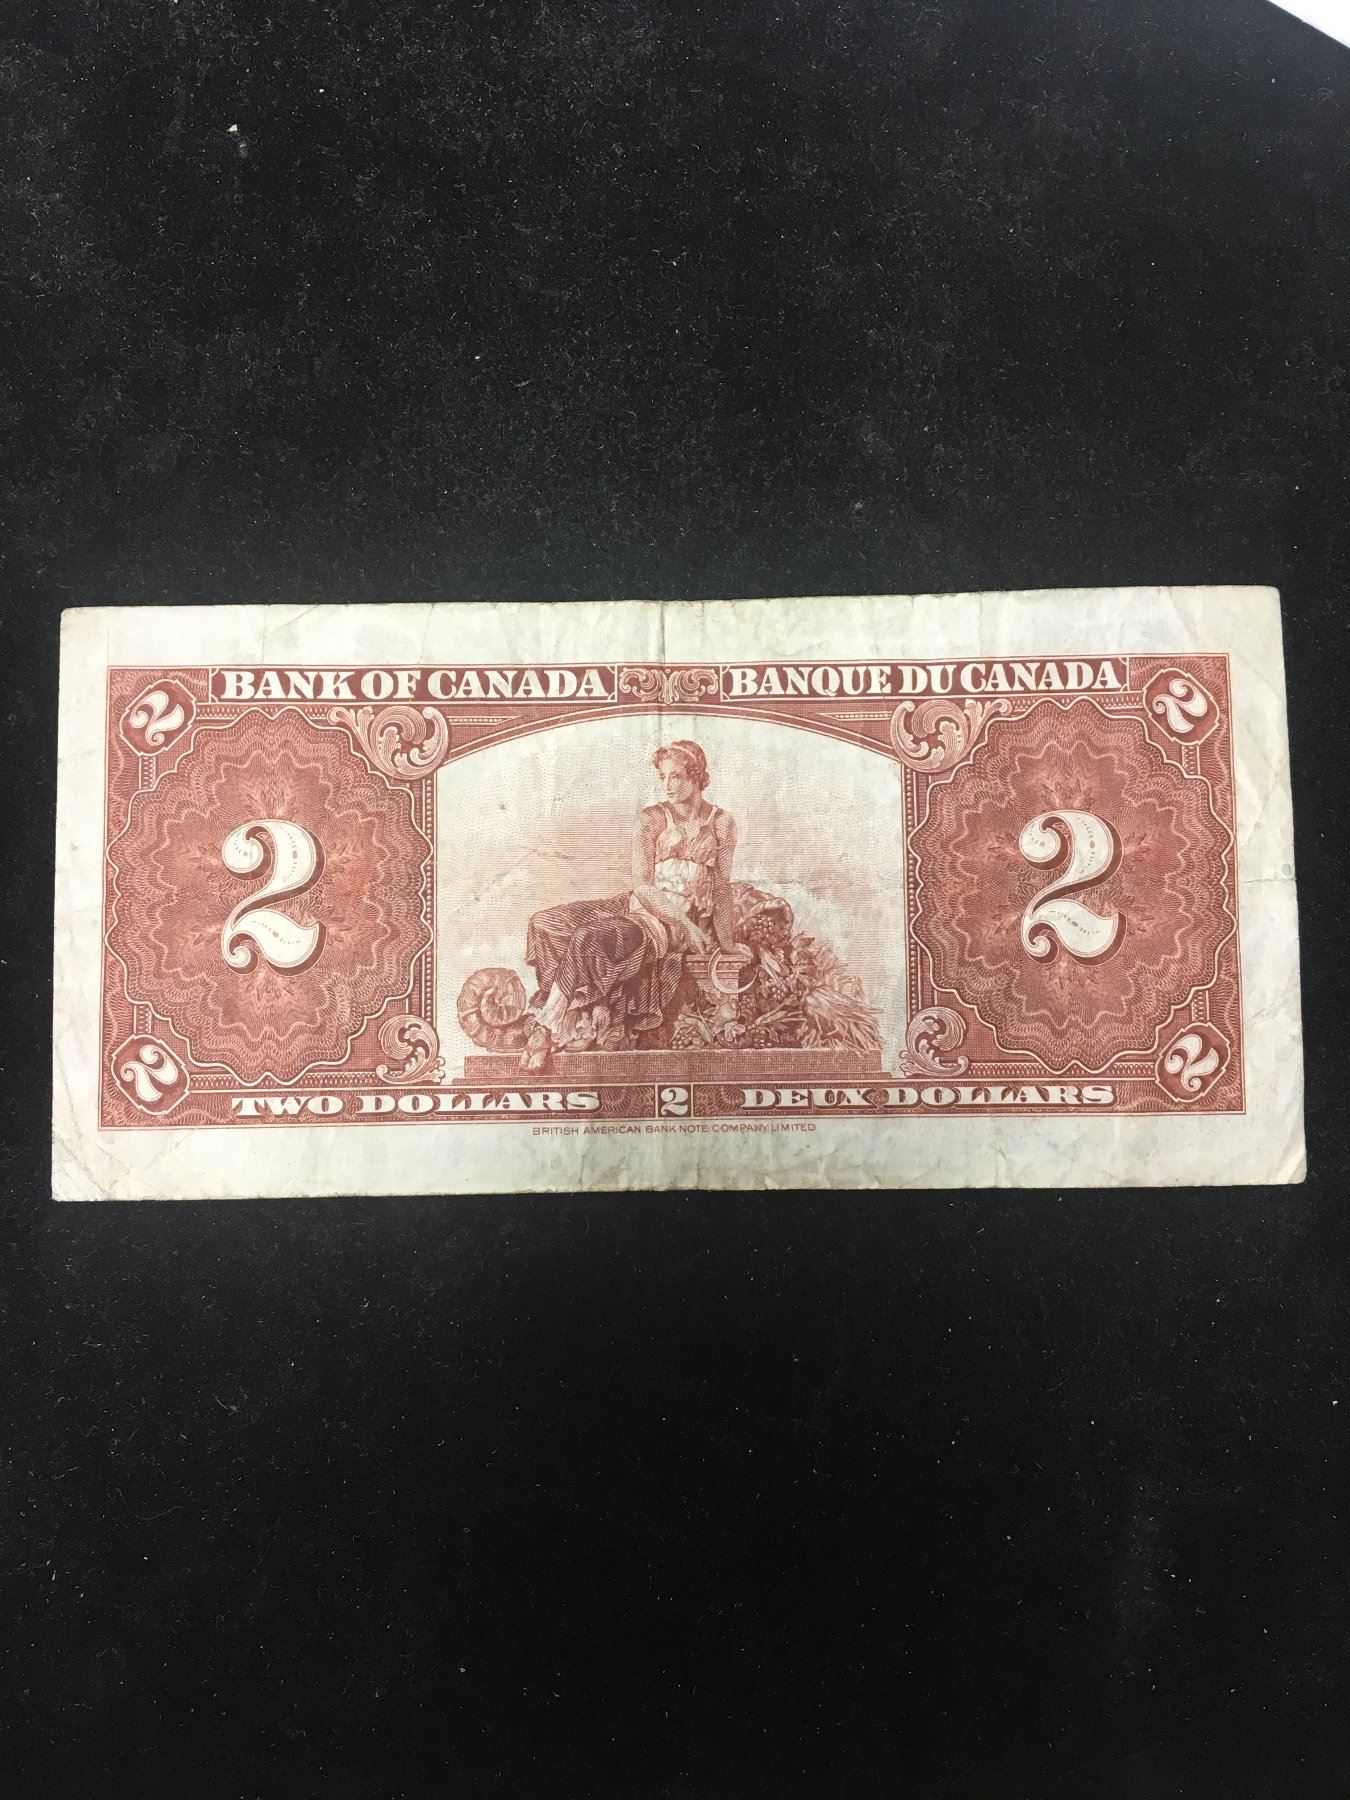 2 BANK OF CANADA BANQUE DU CANADA 2
2 2
2 TWO DOLLARS 2 DEUX DOLLARS 2
BRITISH AMERICAN BANK NOTE COMPANY LIMITED